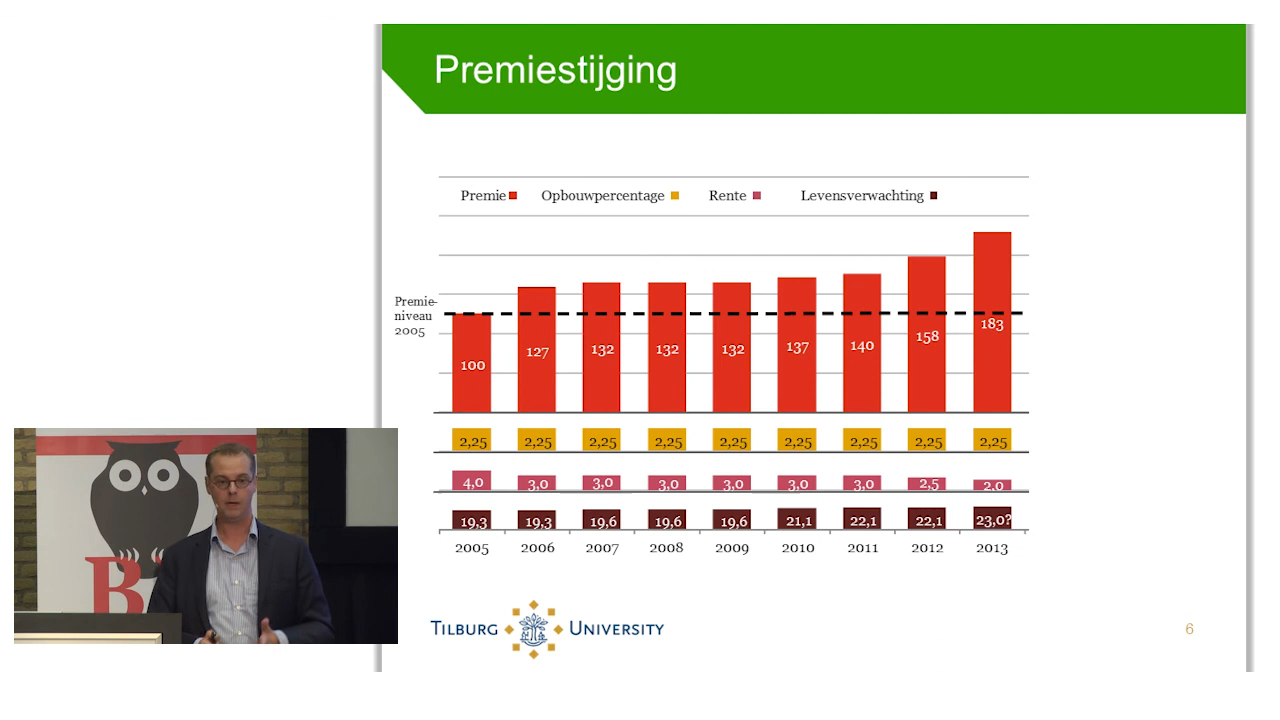 Premiestijging
Premie Opbouwpercentage Rente Levensverwachting
Premie-
niveau
2005
100 127 132 132 132 137 140 158 183
2,25 2,25 2,25 2,25 2,25 2,25 2,25 2,25 2,25
4,0 3,0 3,0 3,0 3,0 3,0 3,0 2,5 2,0
19,3 19,3 19,6 19,6 19,6 21,1 22,1 22,1 23,0?
2005 2006 2007 2008 2009 2010 2011 2012 2013
TILBURG UNIVERSITY
6
B